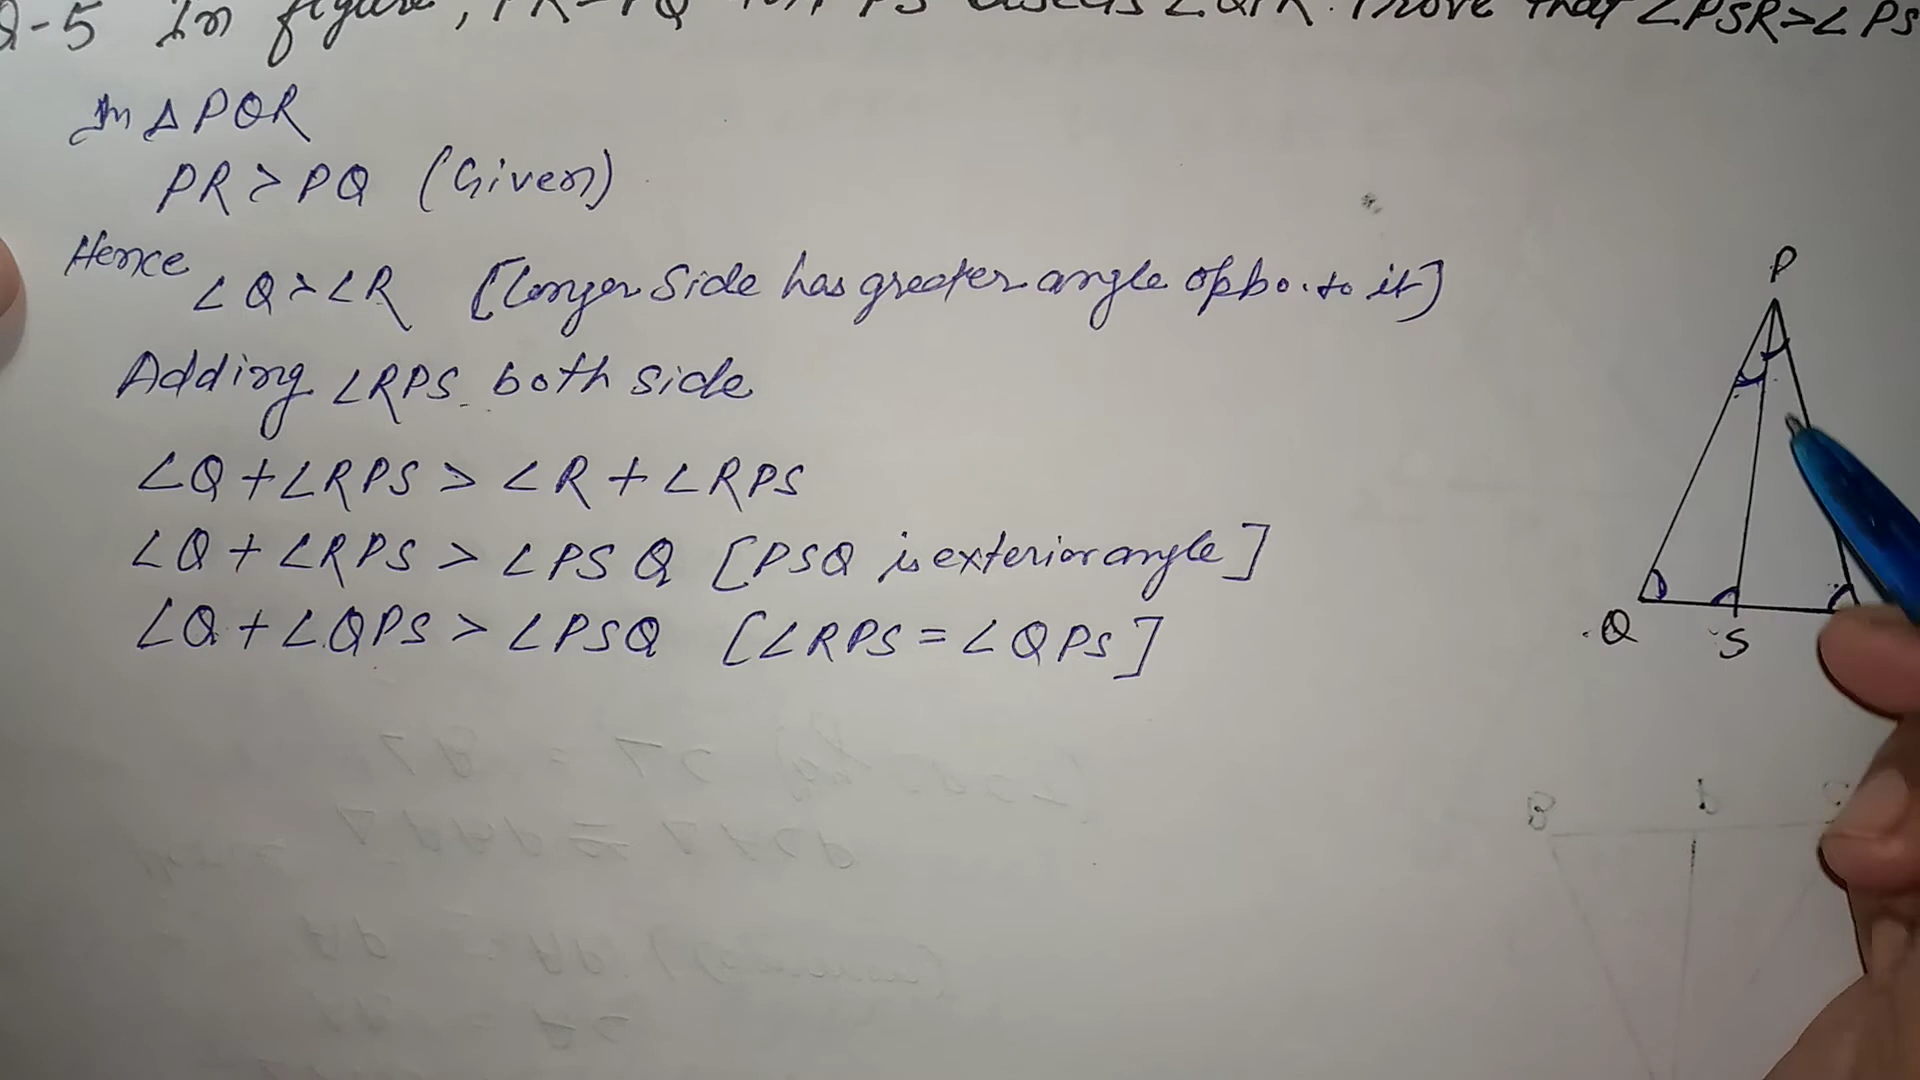 Q-5 In figure, PR>PQ and PS bisects ∠QPR. Prove that ∠PSR>∠PS
In △PQR
PR > PQ (Given)
Hence ∠Q > ∠R [longer side has greater angle oppo. to it]
Adding ∠RPS both side
∠Q + ∠RPS > ∠R + ∠RPS
∠Q + ∠RPS > ∠PSQ [PSQ is exterior angle]
∠Q + ∠QPS > ∠PSQ [∠RPS = ∠QPS]
P
Q
S
B